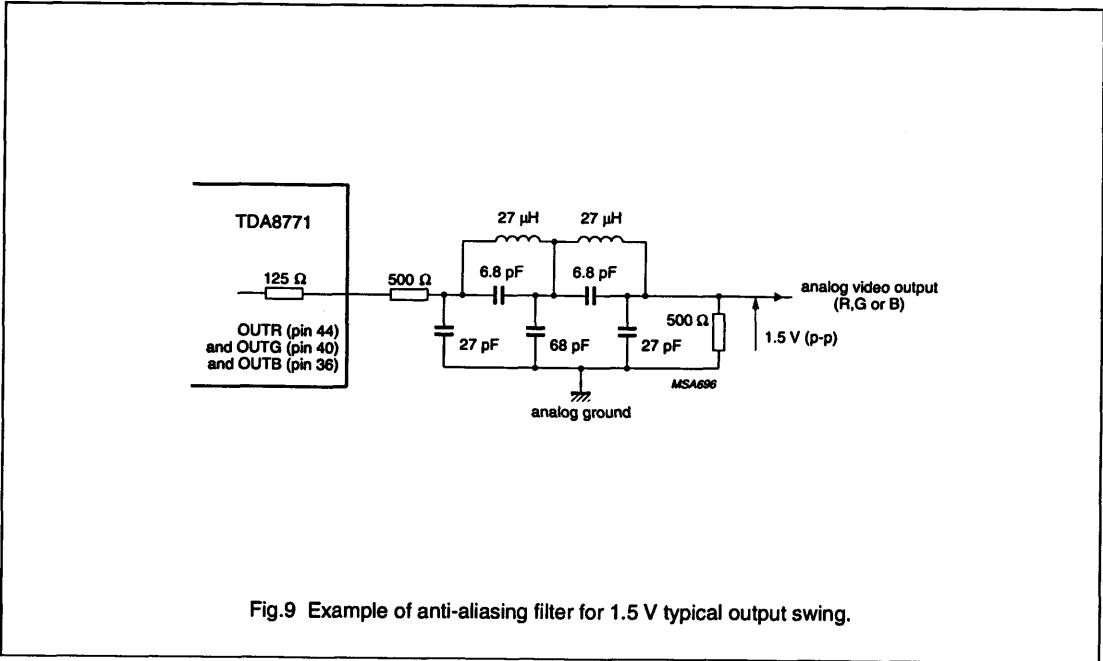 TDA8771
125 Ω
OUTR (pin 44)
and OUTG (pin 40)
and OUTB (pin 36)
500 Ω
27 μH
27 μH
6.8 pF
6.8 pF
27 pF
68 pF
27 pF
500 Ω
analog video output
(R,G or B)
1.5 V (p-p)
MSA696
analog ground
Fig.9 Example of anti-aliasing filter for 1.5 V typical output swing.